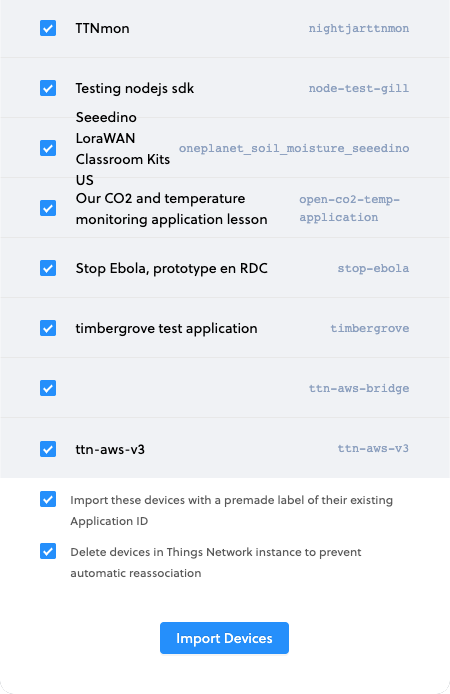 TTNmon
nightjarttnmon
Testing nodejs sdk
node-test-gill
Seeedino
LoraWAN
Classroom Kits
US
oneplanet_soil_moisture_seeedino
Our CO2 and temperature
monitoring application lesson
open-co2-temp-
application
Stop Ebola, prototype en RDC
stop-ebola
timbergrove test application
timbergrove
ttn-aws-bridge
ttn-aws-v3
ttn-aws-v3
Import these devices with a premade label of their existing
Application ID
Delete devices in Things Network instance to prevent
automatic reassociation
Import Devices